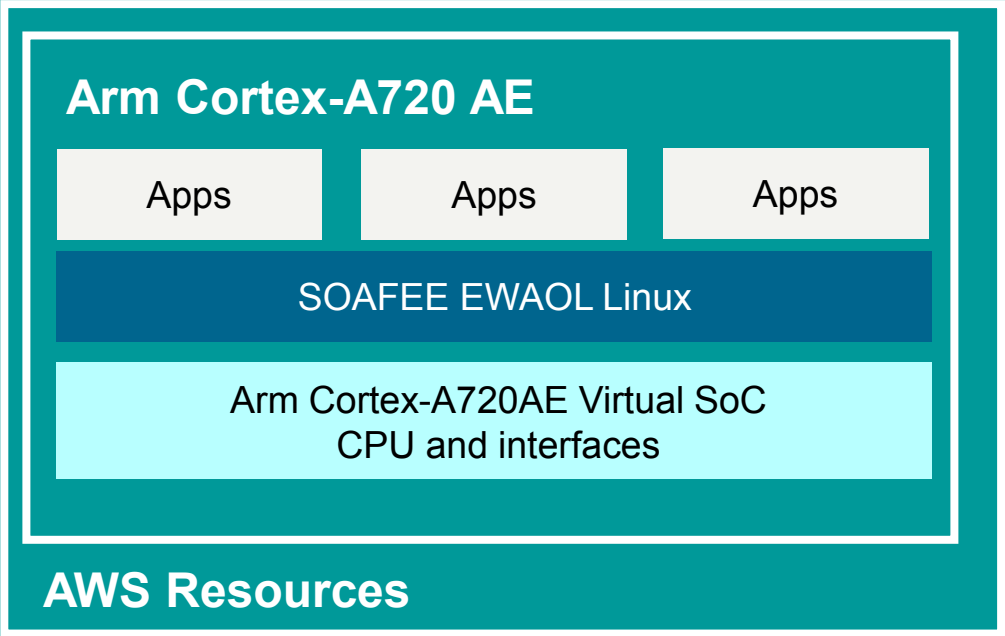 Arm Cortex-A720 AE
Apps Apps Apps
SOAFEE EWAOL Linux
Arm Cortex-A720AE Virtual SoC
CPU and interfaces
AWS Resources